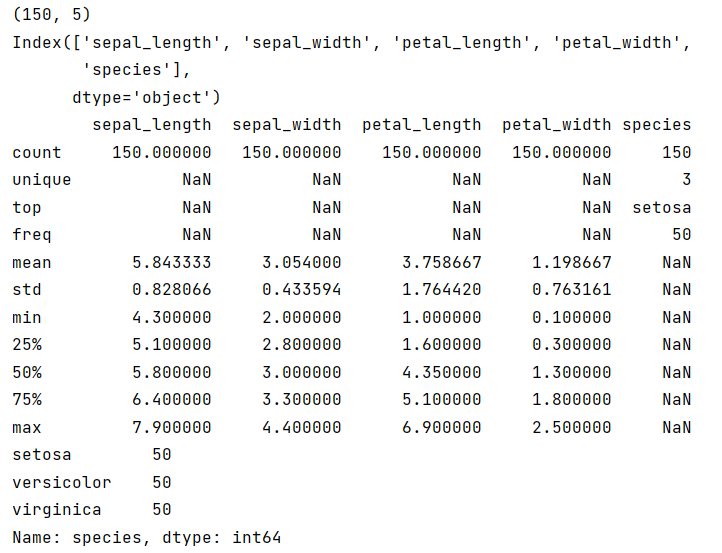 (150, 5)
Index(['sepal_length', 'sepal_width', 'petal_length', 'petal_width',
       'species'],
      dtype='object')
        sepal_length  sepal_width  petal_length  petal_width species
count     150.000000   150.000000    150.000000   150.000000     150
unique           NaN          NaN           NaN          NaN       3
top              NaN          NaN           NaN          NaN  setosa
freq             NaN          NaN           NaN          NaN      50
mean        5.843333     3.054000      3.758667     1.198667     NaN
std         0.828066     0.433594      1.764420     0.763161     NaN
min         4.300000     2.000000      1.000000     0.100000     NaN
25%         5.100000     2.800000      1.600000     0.300000     NaN
50%         5.800000     3.000000      4.350000     1.300000     NaN
75%         6.400000     3.300000      5.100000     1.800000     NaN
max         7.900000     4.400000      6.900000     2.500000     NaN
setosa        50
versicolor    50
virginica     50
Name: species, dtype: int64